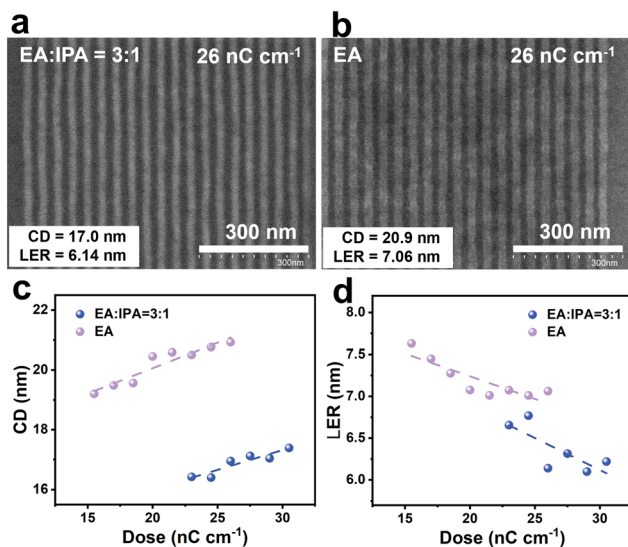 a
EA:IPA = 3:1 26 nC cm⁻¹
CD = 17.0 nm
LER = 6.14 nm
300 nm
300nm
b
EA 26 nC cm⁻¹
CD = 20.9 nm
LER = 7.06 nm
300 nm
300nm
c
EA:IPA=3:1
EA
CD (nm)
22
20
18
16
15 20 25 30
Dose (nC cm⁻¹)
d
EA:IPA=3:1
EA
LER (nm)
8.0
7.5
7.0
6.5
6.0
15 20 25 30
Dose (nC cm⁻¹)